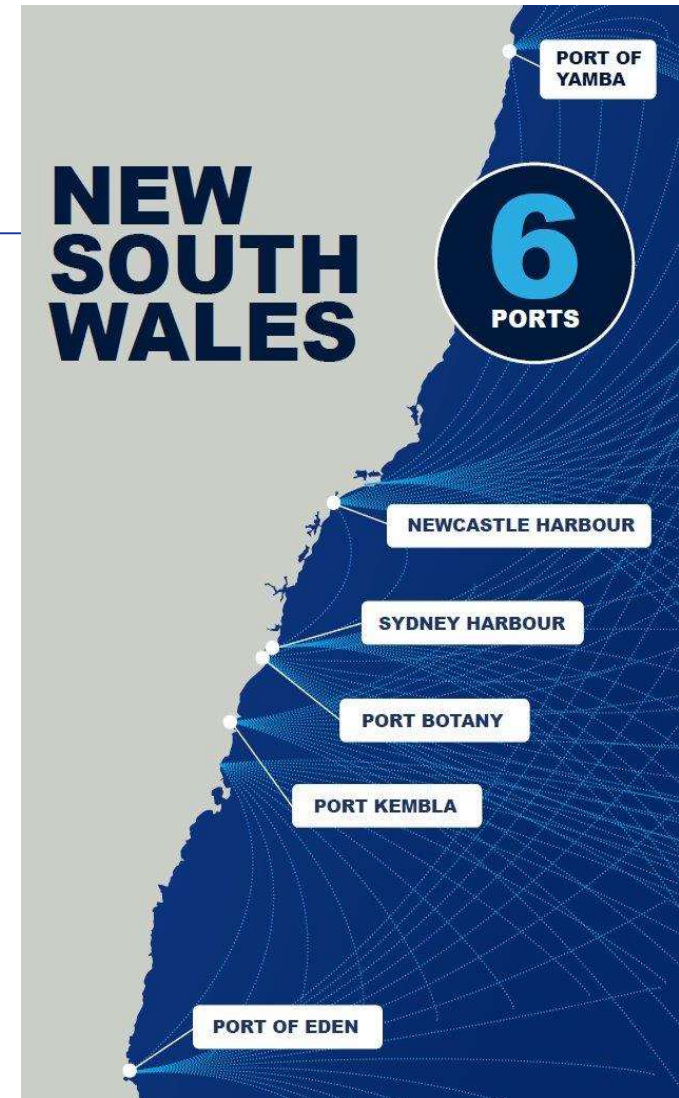 PORT OF
YAMBA
NEW
SOUTH
WALES
6
PORTS
NEWCASTLE HARBOUR
SYDNEY HARBOUR
PORT BOTANY
PORT KEMBLA
PORT OF EDEN